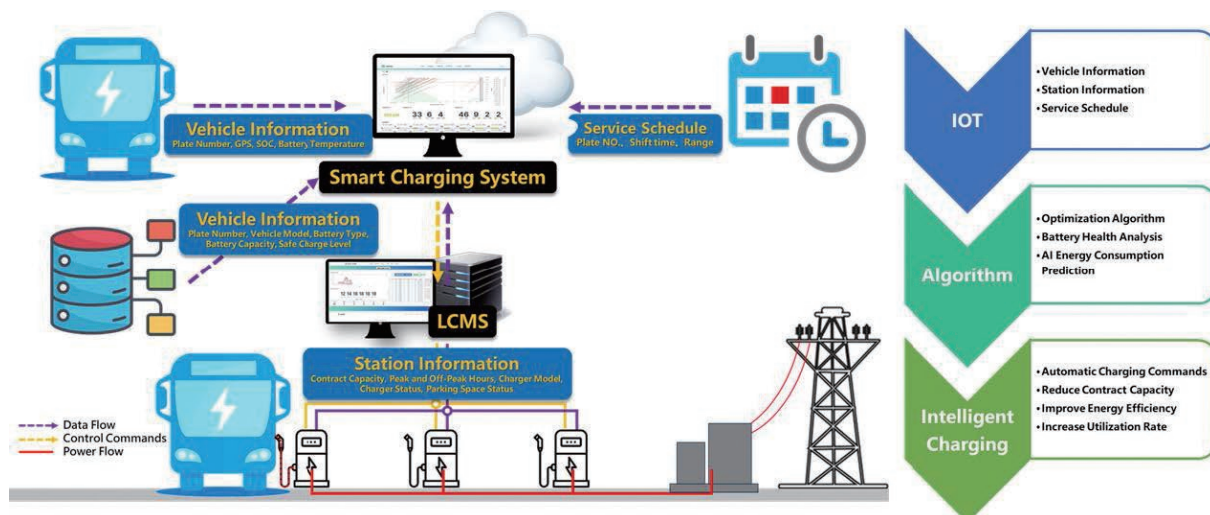 Vehicle Information
Plate Number, GPS, SOC, Battery Temperature
33 6 4
46 9 2 2
Service Schedule
Plate NO., Shift time, Range
Smart Charging System
Vehicle Information
Plate Number, Vehicle Model, Battery Type,
Battery Capacity, Safe Charge Level
LCMS
Station Information
Contract Capacity, Peak and Off-Peak Hours, Charger Model,
Charger Status, Parking Space Status
Data Flow
Control Commands
Power Flow
IOT
• Vehicle Information
• Station Information
• Service Schedule
Algorithm
• Optimization Algorithm
• Battery Health Analysis
• AI Energy Consumption
Prediction
Intelligent
Charging
• Automatic Charging Commands
• Reduce Contract Capacity
• Improve Energy Efficiency
• Increase Utilization Rate